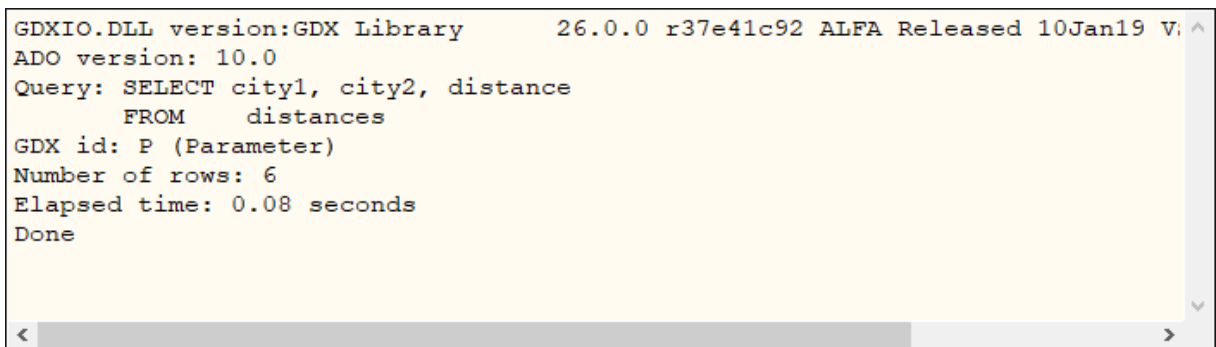 GDXIO.DLL version:GDX Library      26.0.0 r37e41c92 ALFA Released 10Jan19
ADO version: 10.0
Query: SELECT city1, city2, distance
       FROM    distances
GDX id: P (Parameter)
Number of rows: 6
Elapsed time: 0.08 seconds
Done